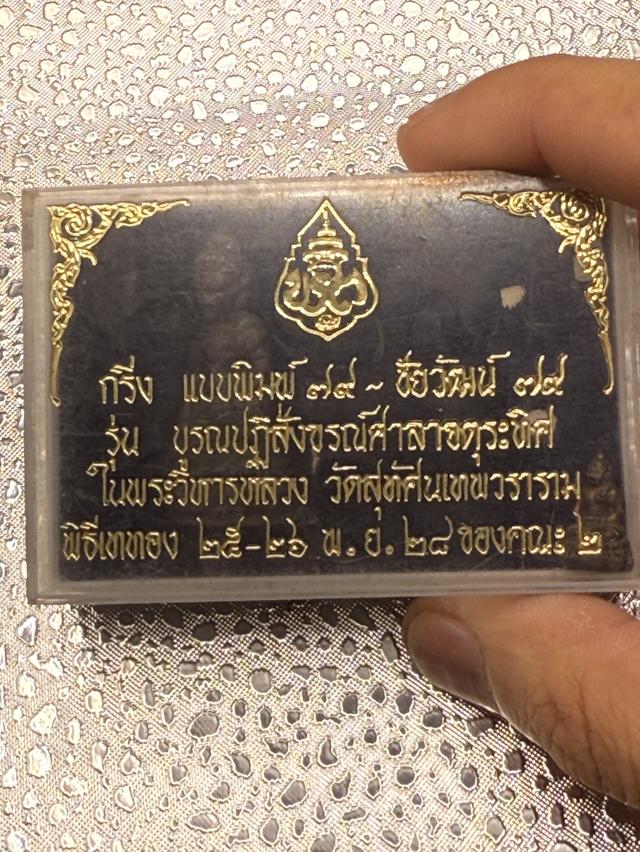 กริ่ง แบบพิมพ์ ๗๙ - ชัยวัฒน์ ๗๗
รุ่น บูรณปฏิสังขรณ์ศาลาจตุระทิศ
ในพระวิหารหลวง วัดสุทัศนเทพวราราม
พิธีเททอง ๒๕-๒๖ พ.ย.๒๘ ของคณะ ๒